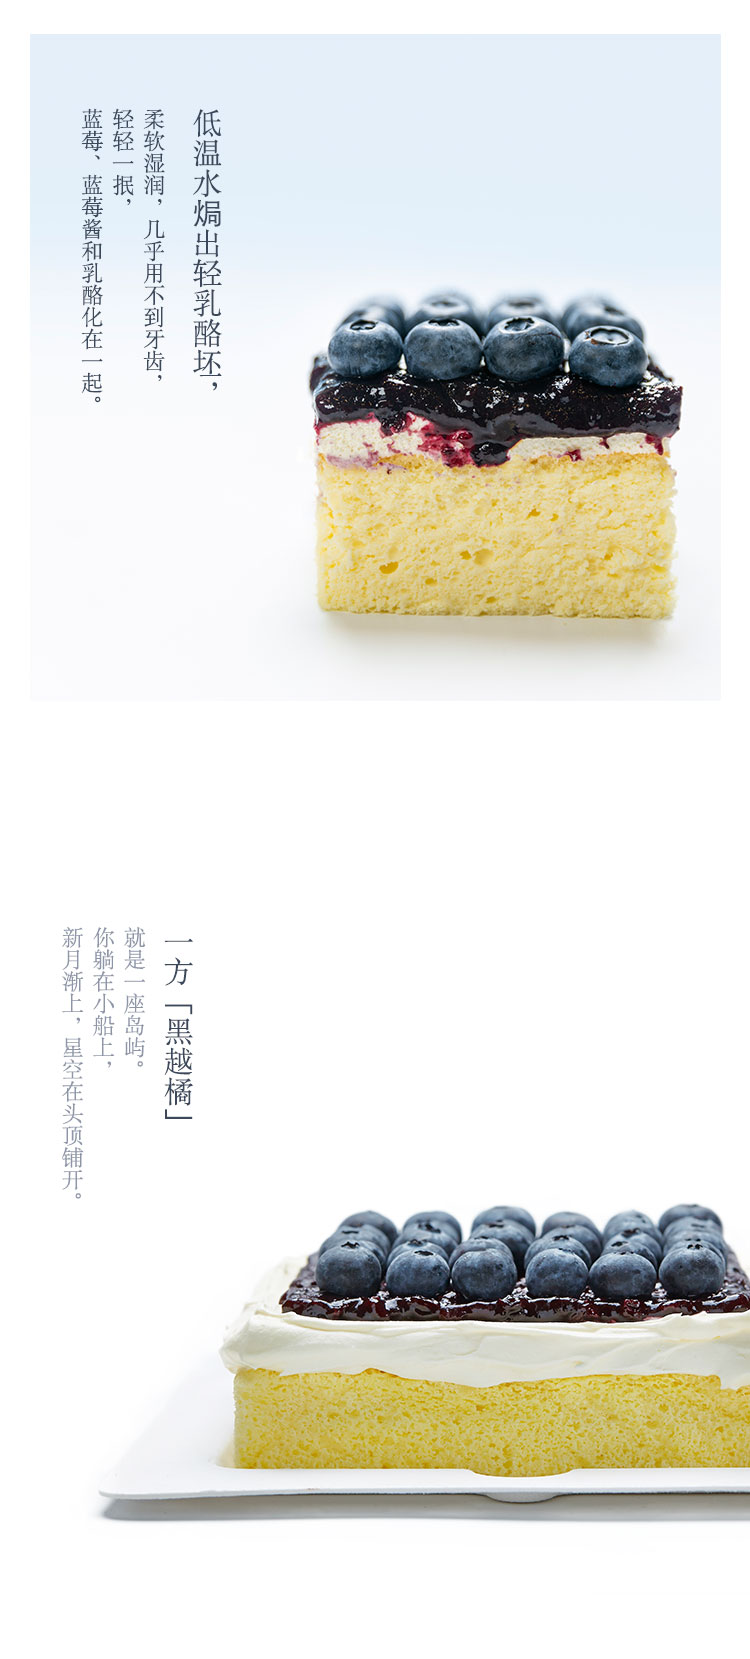 低温水焗出轻乳酪坯，
柔软湿润，几乎用不到牙齿，
轻轻一抿，
蓝莓、蓝莓酱和乳酪化在一起。
一方「黑越橘」
就是一座岛屿。
你躺在小船上，
新月渐上，星空在头顶铺开。